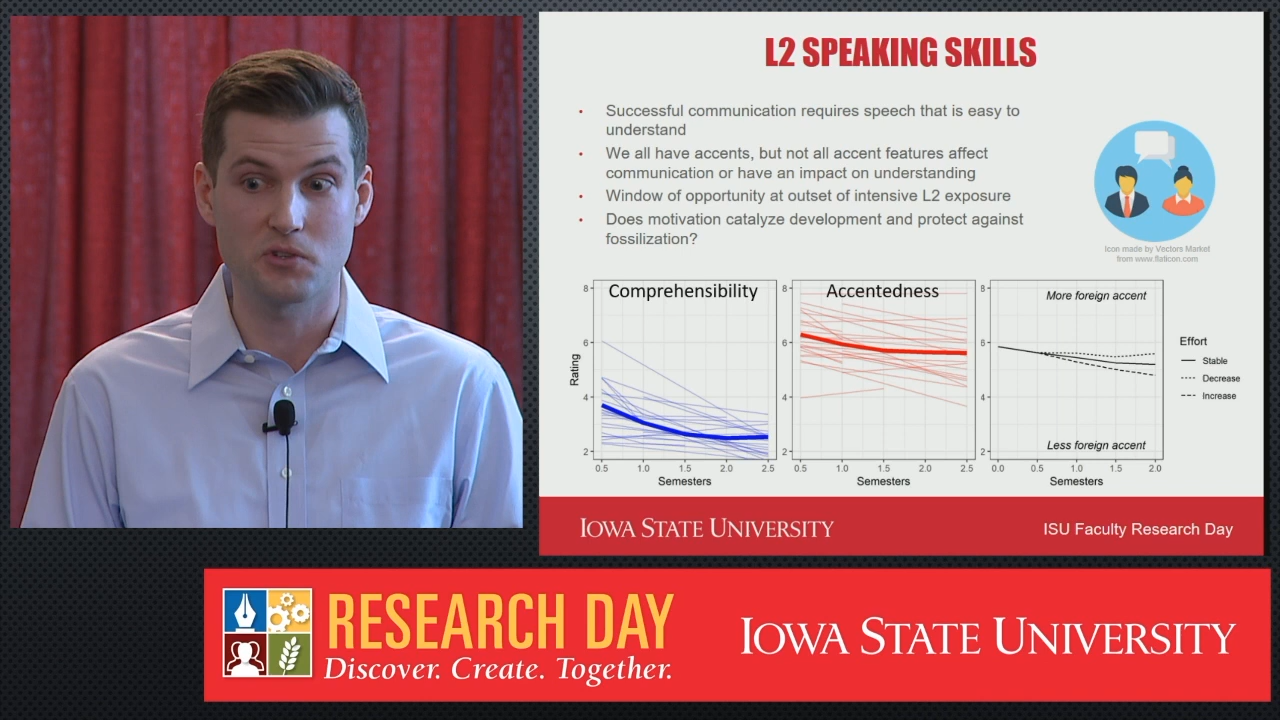 L2 SPEAKING SKILLS
• Successful communication requires speech that is easy to
understand
• We all have accents, but not all accent features affect
communication or have an impact on understanding
• Window of opportunity at outset of intensive L2 exposure
• Does motivation catalyze development and protect against
fossilization?
Icon made by Vectors Market
from www.flaticon.com
Comprehensibility
Rating
8
6
4
2
0.5 1.0 1.5 2.0 2.5
Semesters
Accentedness
8
6
4
2
0.5 1.0 1.5 2.0 2.5
Semesters
More foreign accent
8
6
4
2
Less foreign accent
0.0 0.5 1.0 1.5 2.0
Semesters
Effort
Stable
Decrease
Increase
IOWA STATE UNIVERSITY
ISU Faculty Research Day
RESEARCH DAY
Discover. Create. Together.
IOWA STATE UNIVERSITY